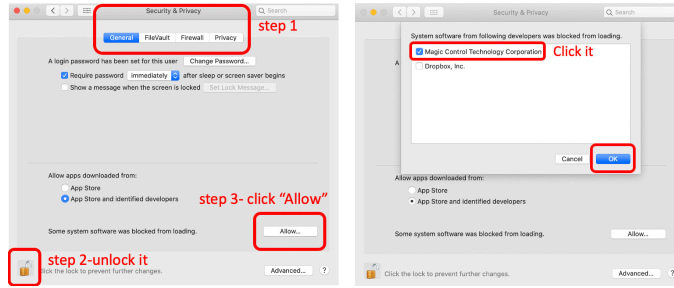 Security & Privacy
Search
step 1
General FileVault Firewall Privacy
A login password has been set for this user Change Password...
Require password immediately after sleep or screen saver begins
Show a message when the screen is locked Set Lock Message...
Allow apps downloaded from:
App Store
App Store and identified developers
step 3- click “Allow”
Some system software was blocked from loading.
Allow...
step 2-unlock it
Click the lock to prevent further changes.
Advanced...
?
Security & Privacy
Search
System software from following developers was blocked from loading.
Magic Control Technology Corporation
Click it
A
Dropbox, Inc.
Cancel
OK
Allow apps downloaded from:
App Store
App Store and identified developers
Some system software was blocked from loading.
Allow...
Click the lock to prevent further changes.
Advanced...
?